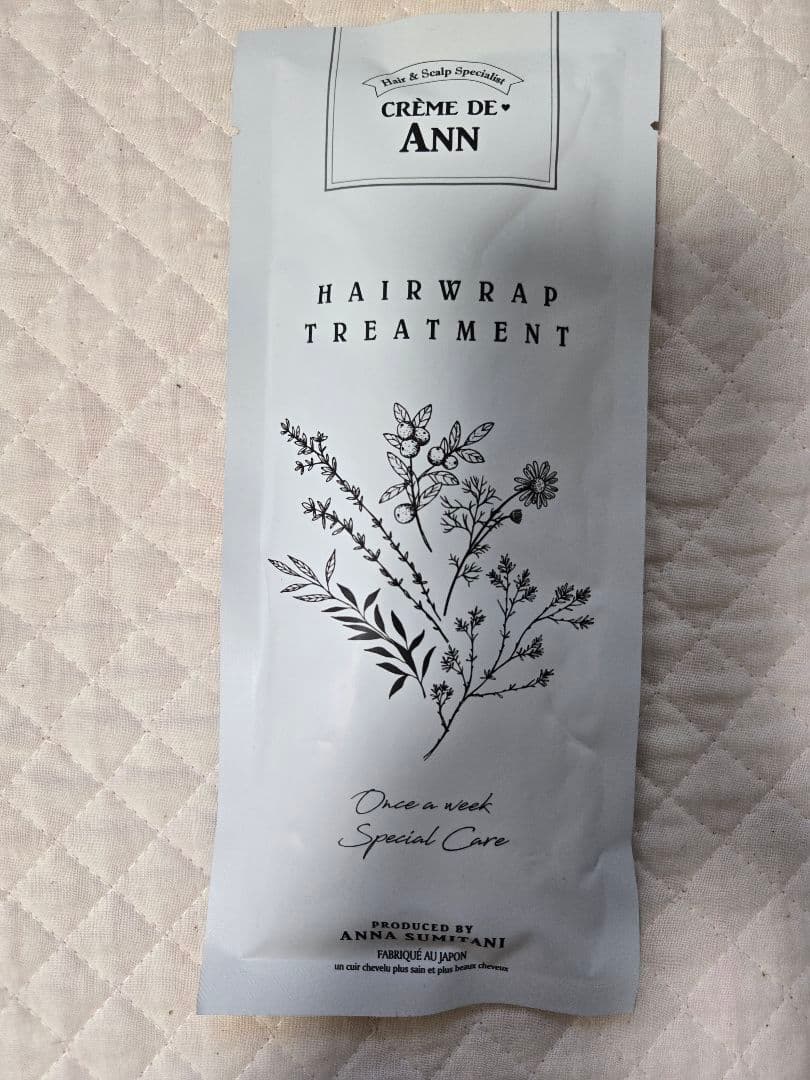 Hair & Scalp Specialist
CRÈME DE♥
ANN
HAIRWRAP
TREATMENT
Once a week
Special Care
PRODUCED BY
ANNA SUMITANI
FABRIQUÉ AU JAPON
un cuir chevelu plus sain et plus beaux cheveux